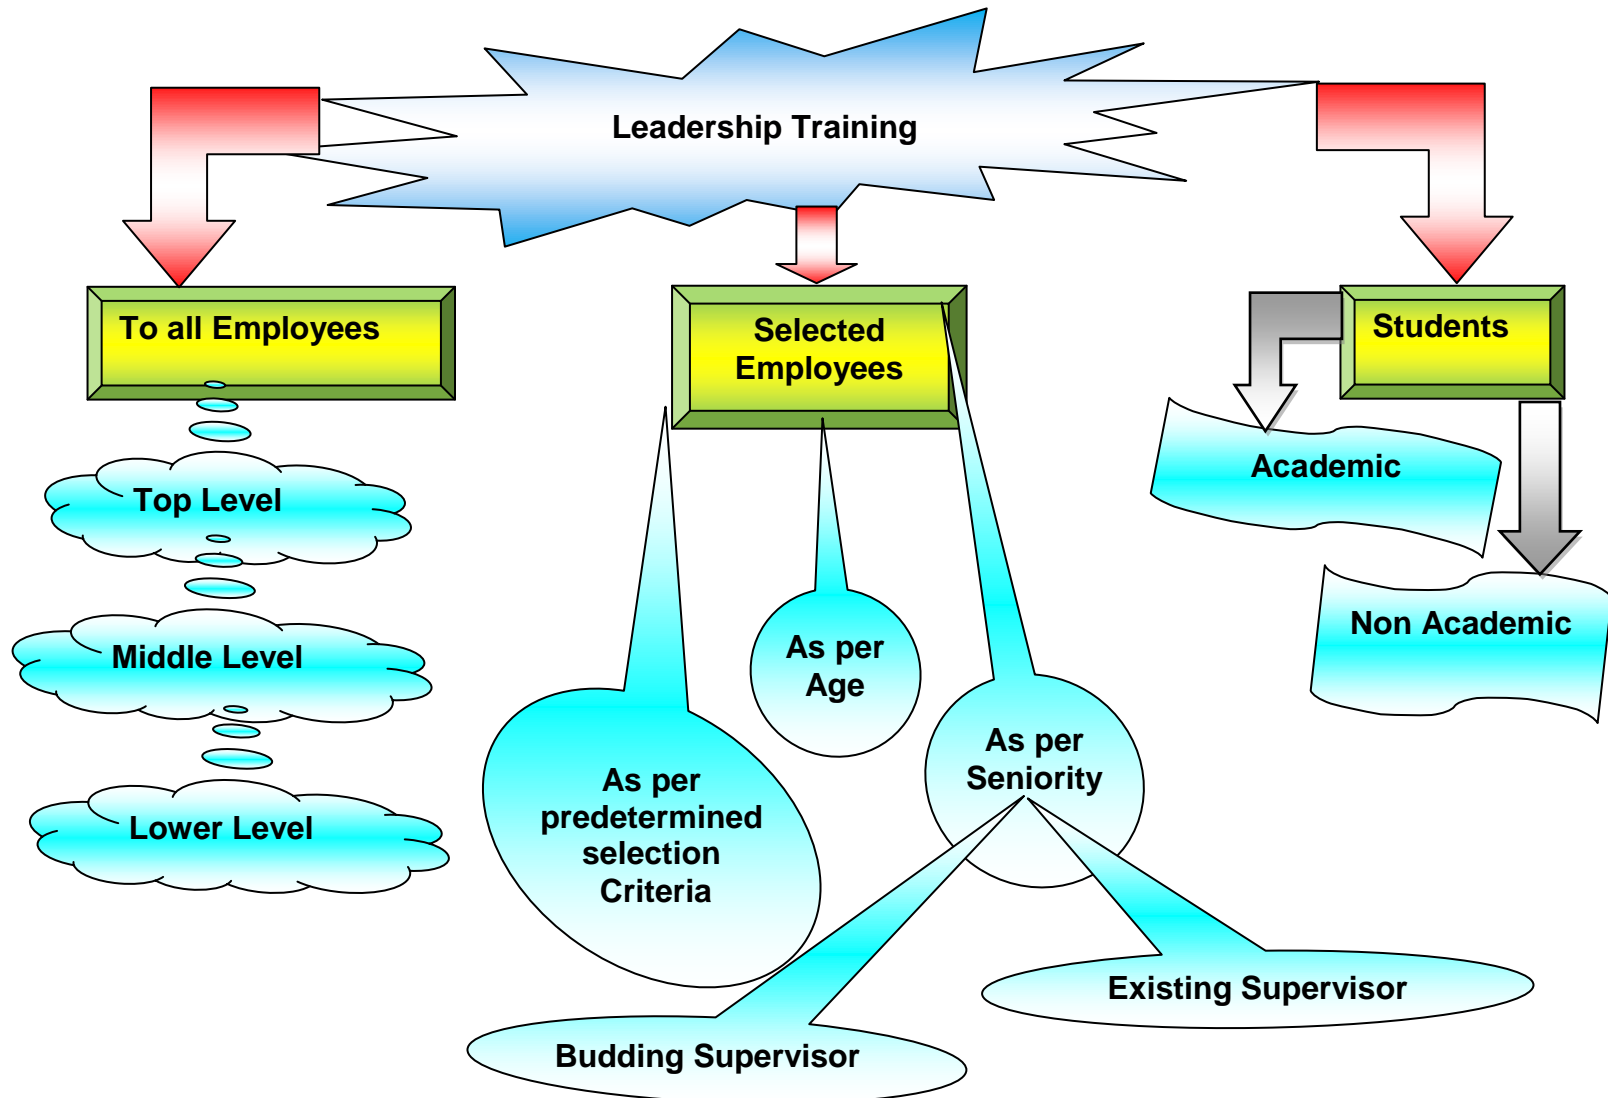 Leadership Training
To all Employees
Selected
Employees
Students
Top Level
Middle Level
Lower Level
As per
predetermined
selection
Criteria
As per
Age
As per
Seniority
Budding Supervisor
Existing Supervisor
Academic
Non Academic